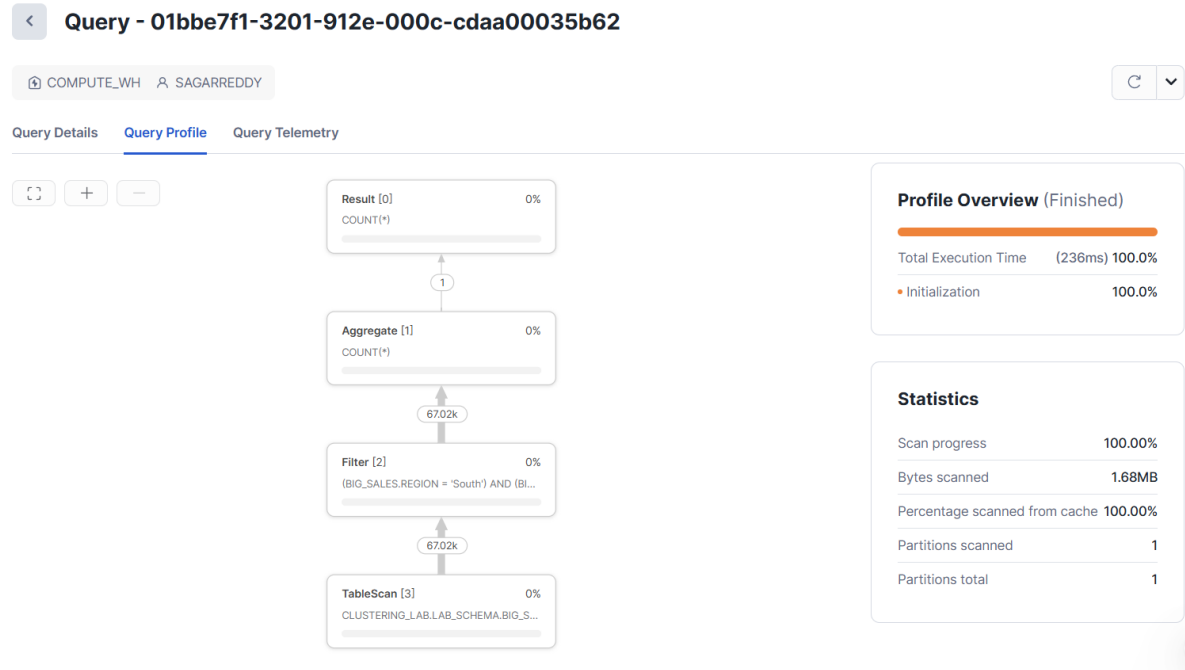 Query - 01bbe7f1-3201-912e-000c-cdaa00035b62
COMPUTE_WH SAGARREDDY
Query Details Query Profile Query Telemetry
Result [0] 0%
COUNT(*)
1
Aggregate [1] 0%
COUNT(*)
67.02k
Filter [2] 0%
(BIG_SALES.REGION = 'South') AND (BI...
67.02k
TableScan [3] 0%
CLUSTERING_LAB.LAB_SCHEMA.BIG_S...
Profile Overview (Finished)
Total Execution Time (236ms) 100.0%
Initialization 100.0%
Statistics
Scan progress 100.00%
Bytes scanned 1.68MB
Percentage scanned from cache 100.00%
Partitions scanned 1
Partitions total 1